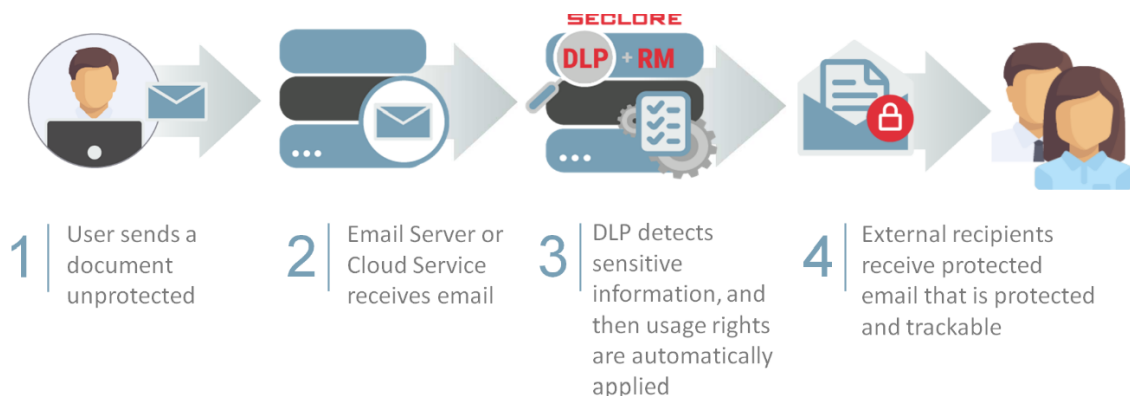 SECLORE
DLP + RM
1
User sends a
document
unprotected
2
Email Server or
Cloud Service
receives email
3
DLP detects
sensitive
information, and
then usage rights
are automatically
applied
4
External recipients
receive protected
email that is protected
and trackable